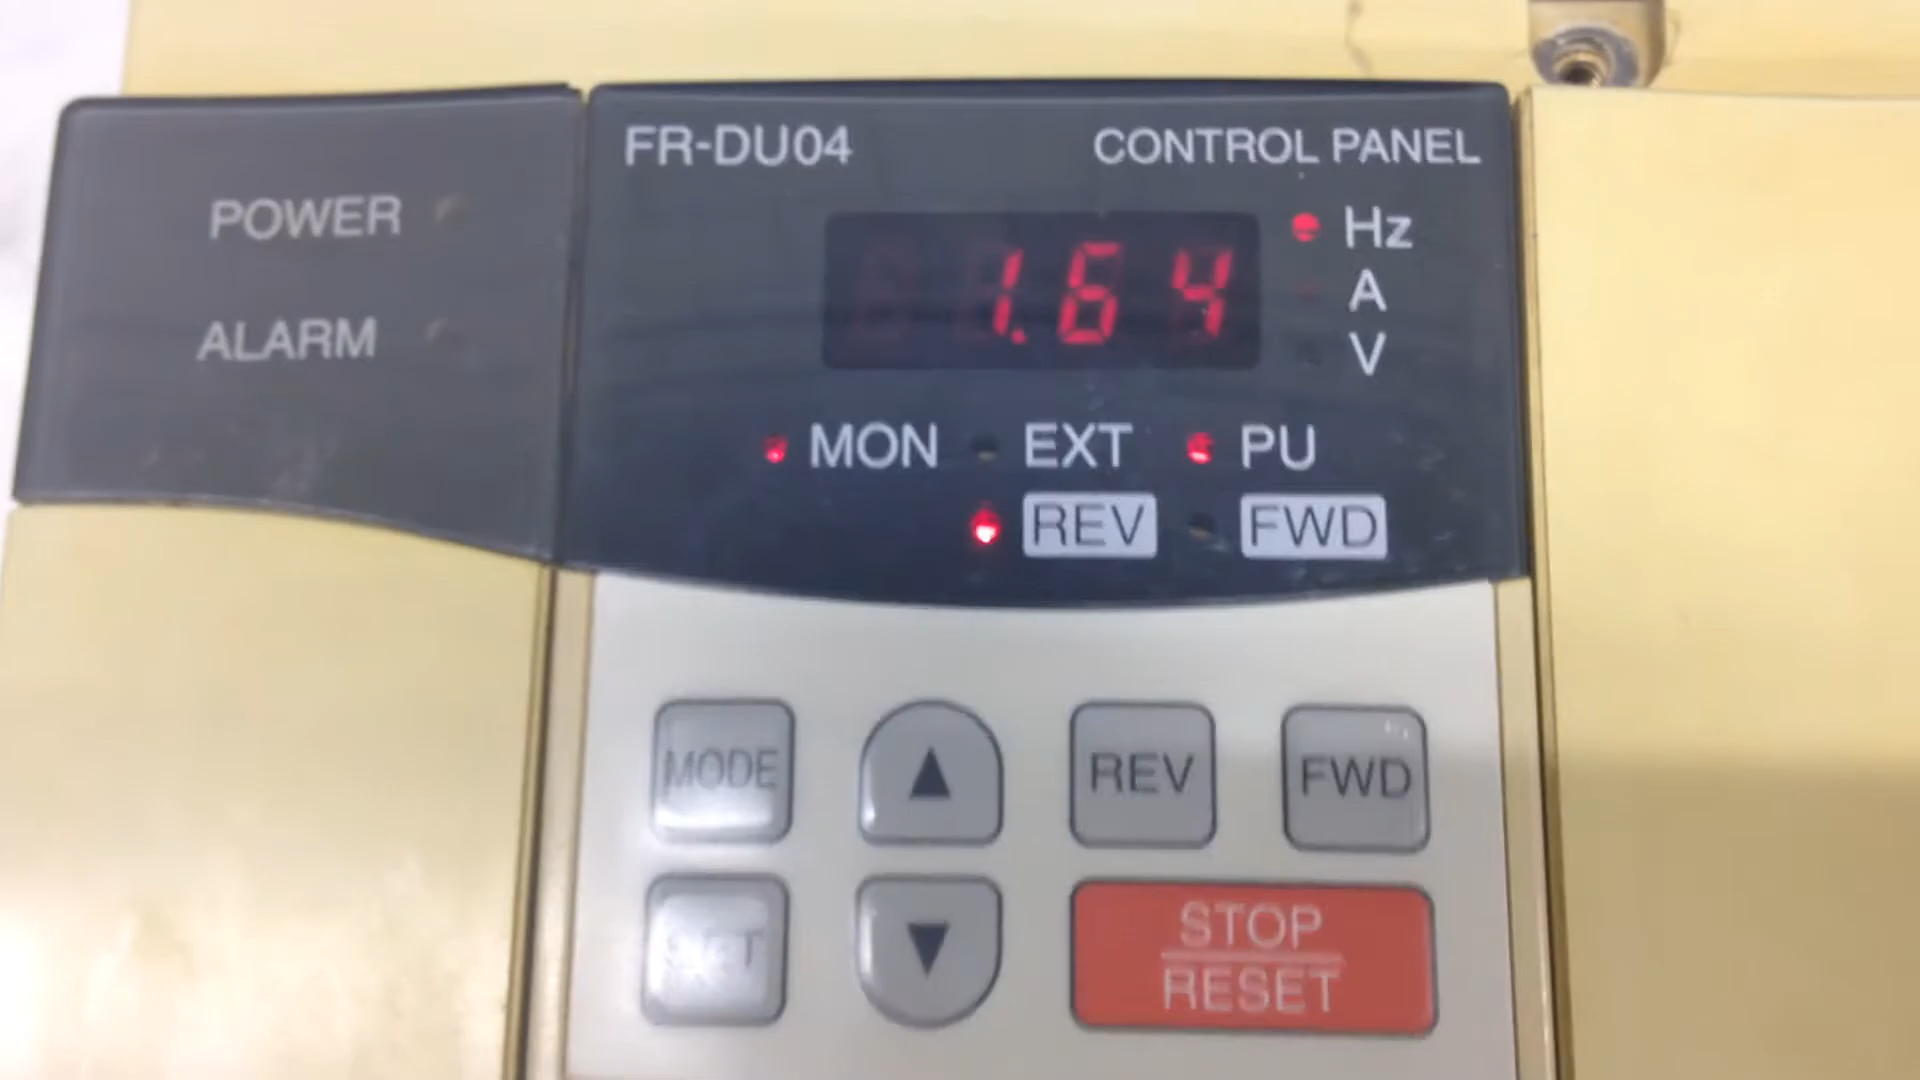 FR-DU04 CONTROL PANEL
POWER
ALARM
1.64
Hz
A
V
MON EXT PU
REV FWD
MODE ▲ REV FWD
SET ▼ STOP
RESET